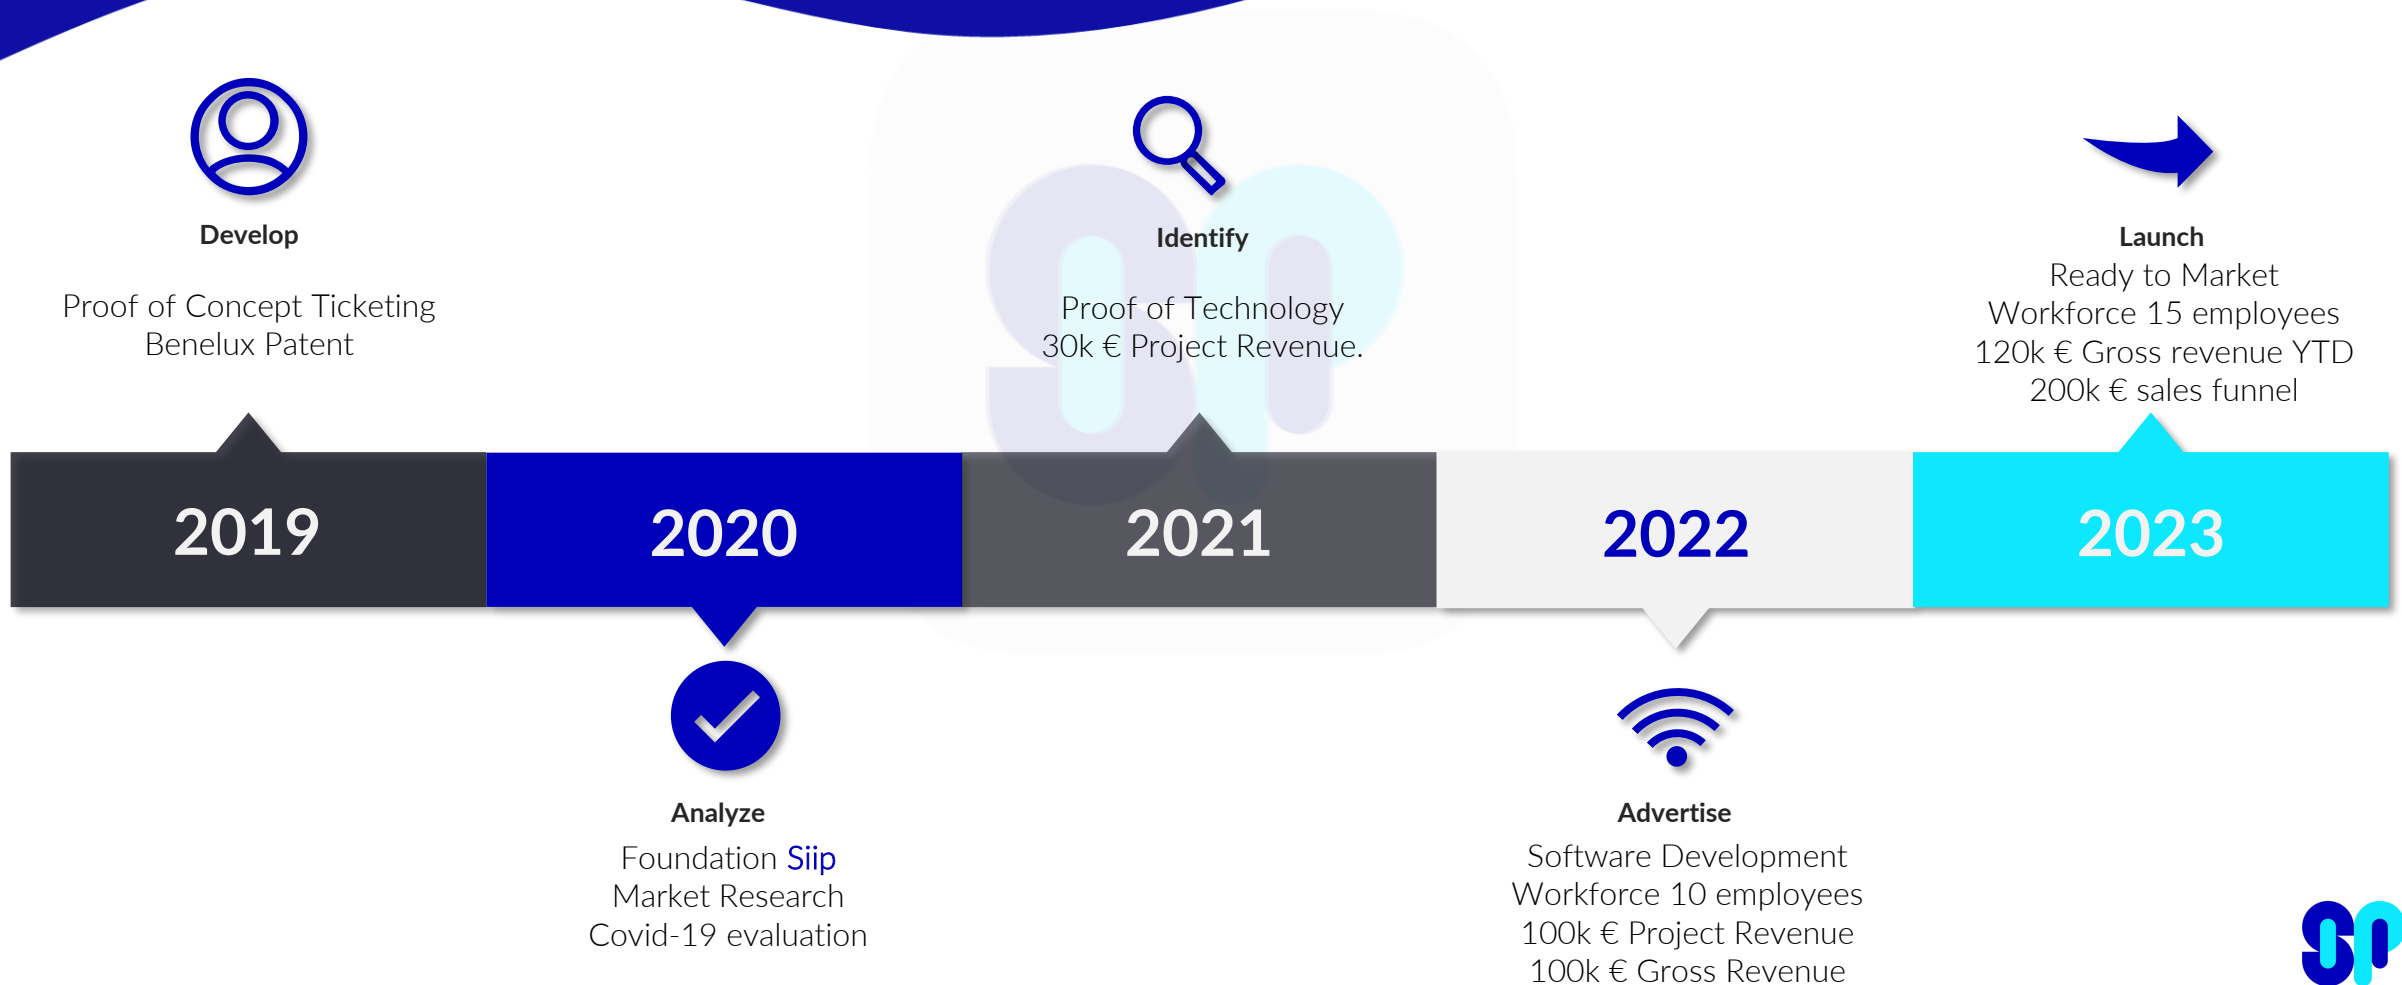 Develop
Proof of Concept Ticketing
Benelux Patent
Identify
Proof of Technology
30k € Project Revenue.
Launch
Ready to Market
Workforce 15 employees
120k € Gross revenue YTD
200k € sales funnel
2019
2020
2021
2022
2023
Analyze
Foundation Siip
Market Research
Covid-19 evaluation
Advertise
Software Development
Workforce 10 employees
100k € Project Revenue
100k € Gross Revenue